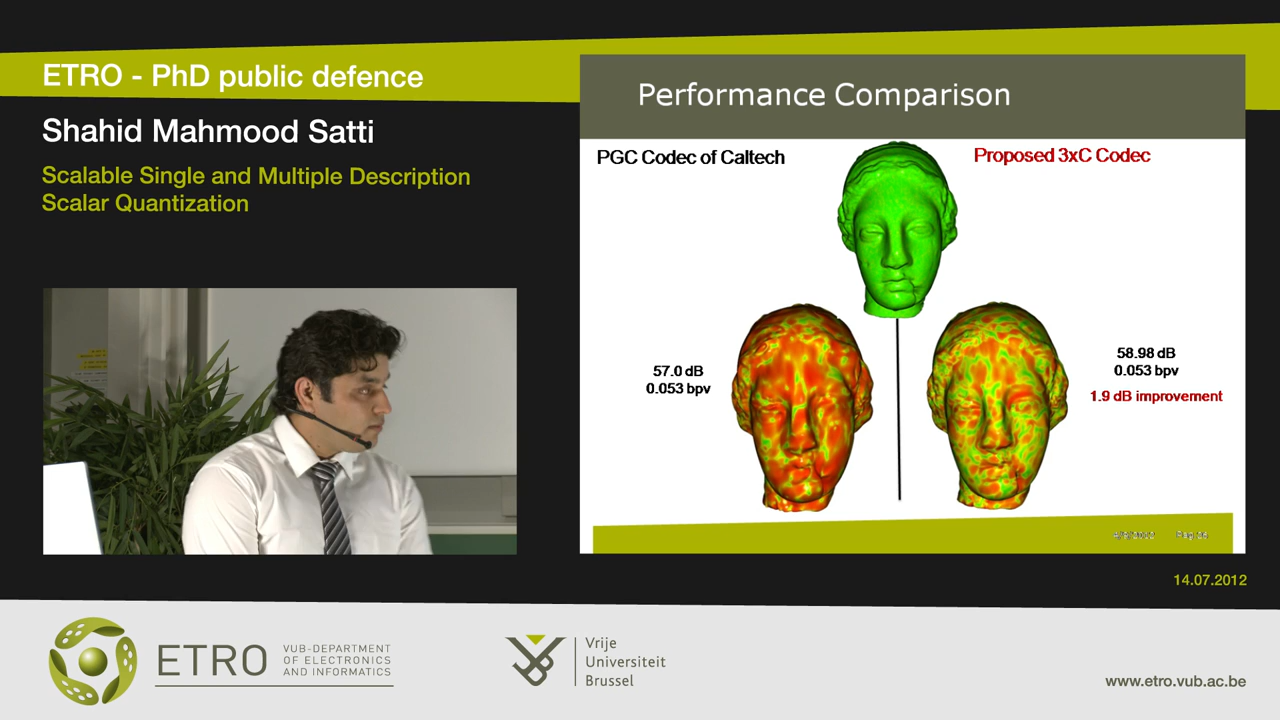 ETRO - PhD public defence
Shahid Mahmood Satti
Scalable Single and Multiple Description
Scalar Quantization
Performance Comparison
PGC Codec of Caltech
Proposed 3xC Codec
57.0 dB
0.053 bpv
58.98 dB
0.053 bpv
1.9 dB improvement
14.07.2012
ETRO
VUB-DEPARTMENT
OF ELECTRONICS
AND INFORMATICS
Vrije
Universiteit
Brussel
www.etro.vub.ac.be